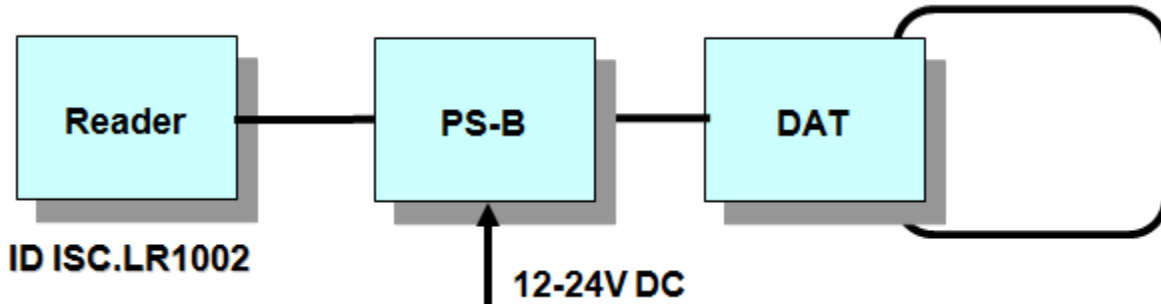 Reader
PS-B
DAT
ID ISC.LR1002
12-24V DC